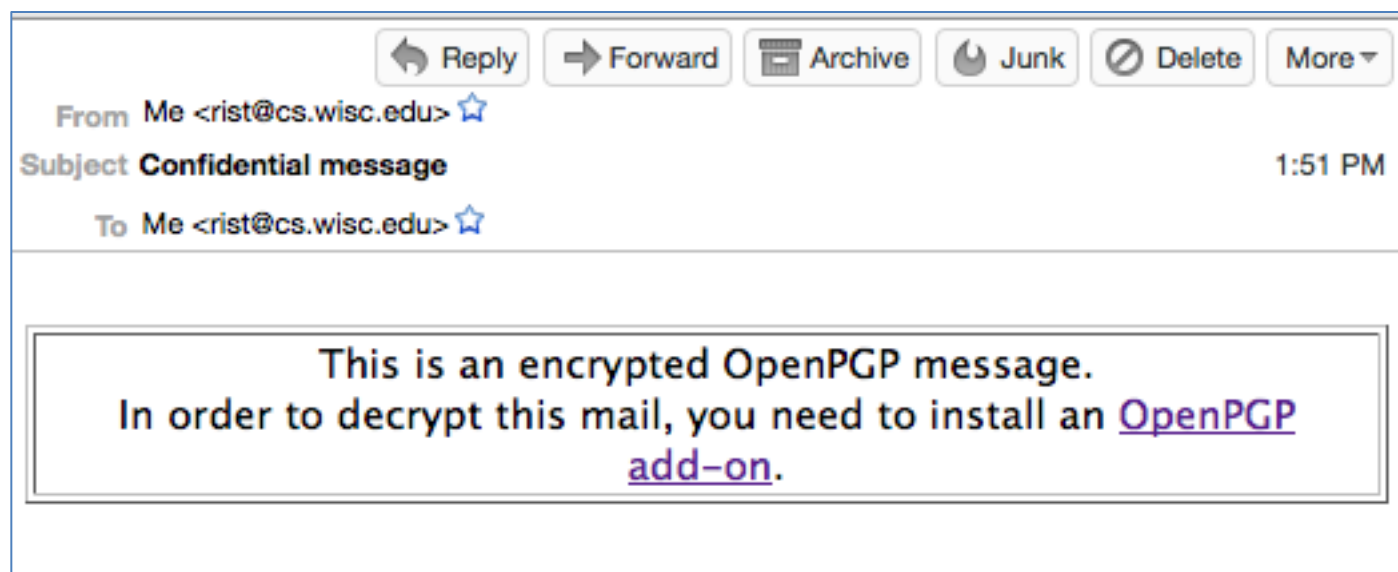 Reply Forward Archive Junk Delete More
From Me <rist@cs.wisc.edu>
Subject Confidential message 1:51 PM
To Me <rist@cs.wisc.edu>
This is an encrypted OpenPGP message.
In order to decrypt this mail, you need to install an OpenPGP
add-on.